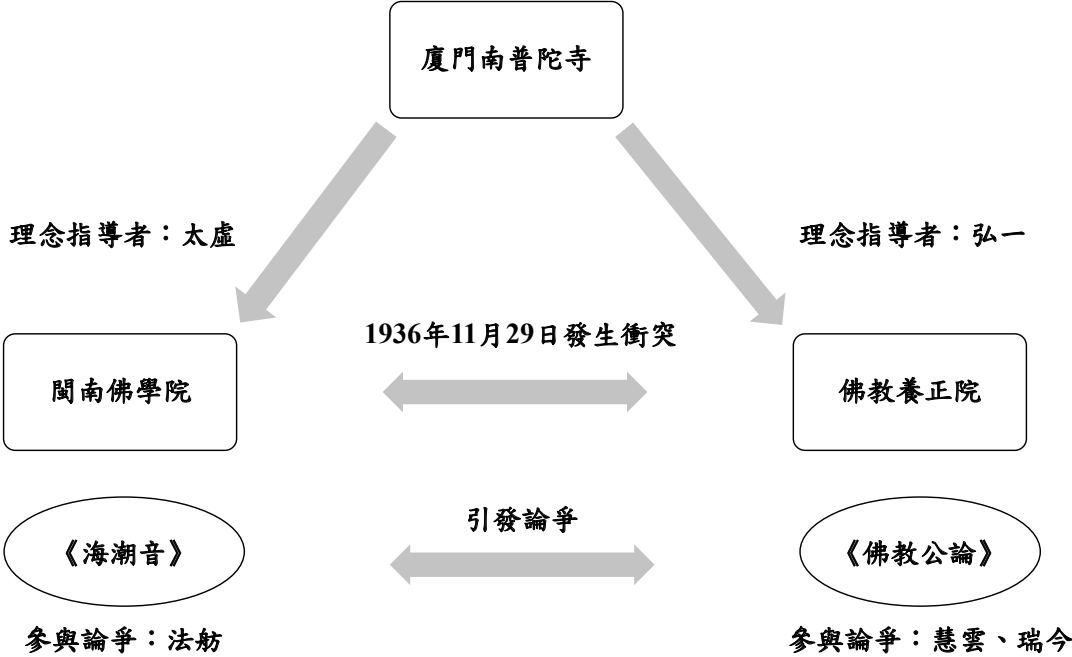 廈門南普陀寺
理念指導者：太虛
理念指導者：弘一
1936年11月29日發生衝突
閩南佛學院
佛教養正院
引發論爭
《海潮音》
《佛教公論》
參與論爭：法舫
參與論爭：慧雲、瑞今